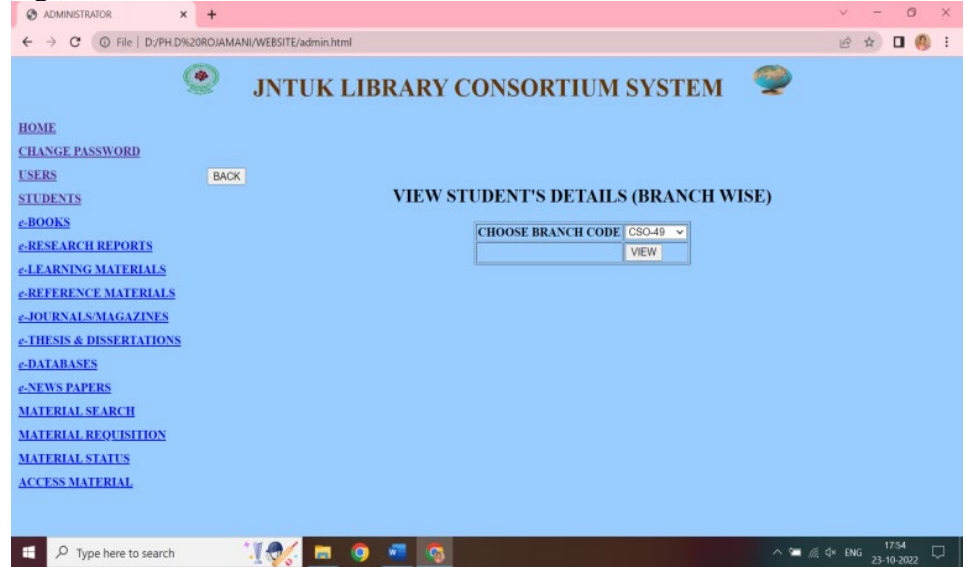 ADMINISTRATOR
File | D:/PH.D%20ROJAMANI/WEBSITE/admin.html
JNTUK LIBRARY CONSORTIUM SYSTEM
HOME
CHANGE PASSWORD
USERS
BACK
STUDENTS
VIEW STUDENT'S DETAILS (BRANCH WISE)
e-BOOKS
CHOOSE BRANCH CODE CSO-49
e-RESEARCH REPORTS
VIEW
e-LEARNING MATERIALS
e-REFERENCE MATERIALS
e-JOURNALS/MAGAZINES
e-THESIS & DISSERTATIONS
e-DATABASES
e-NEWS PAPERS
MATERIAL SEARCH
MATERIAL REQUISITION
MATERIAL STATUS
ACCESS MATERIAL
Type here to search
ENG
17:54
23-10-2022